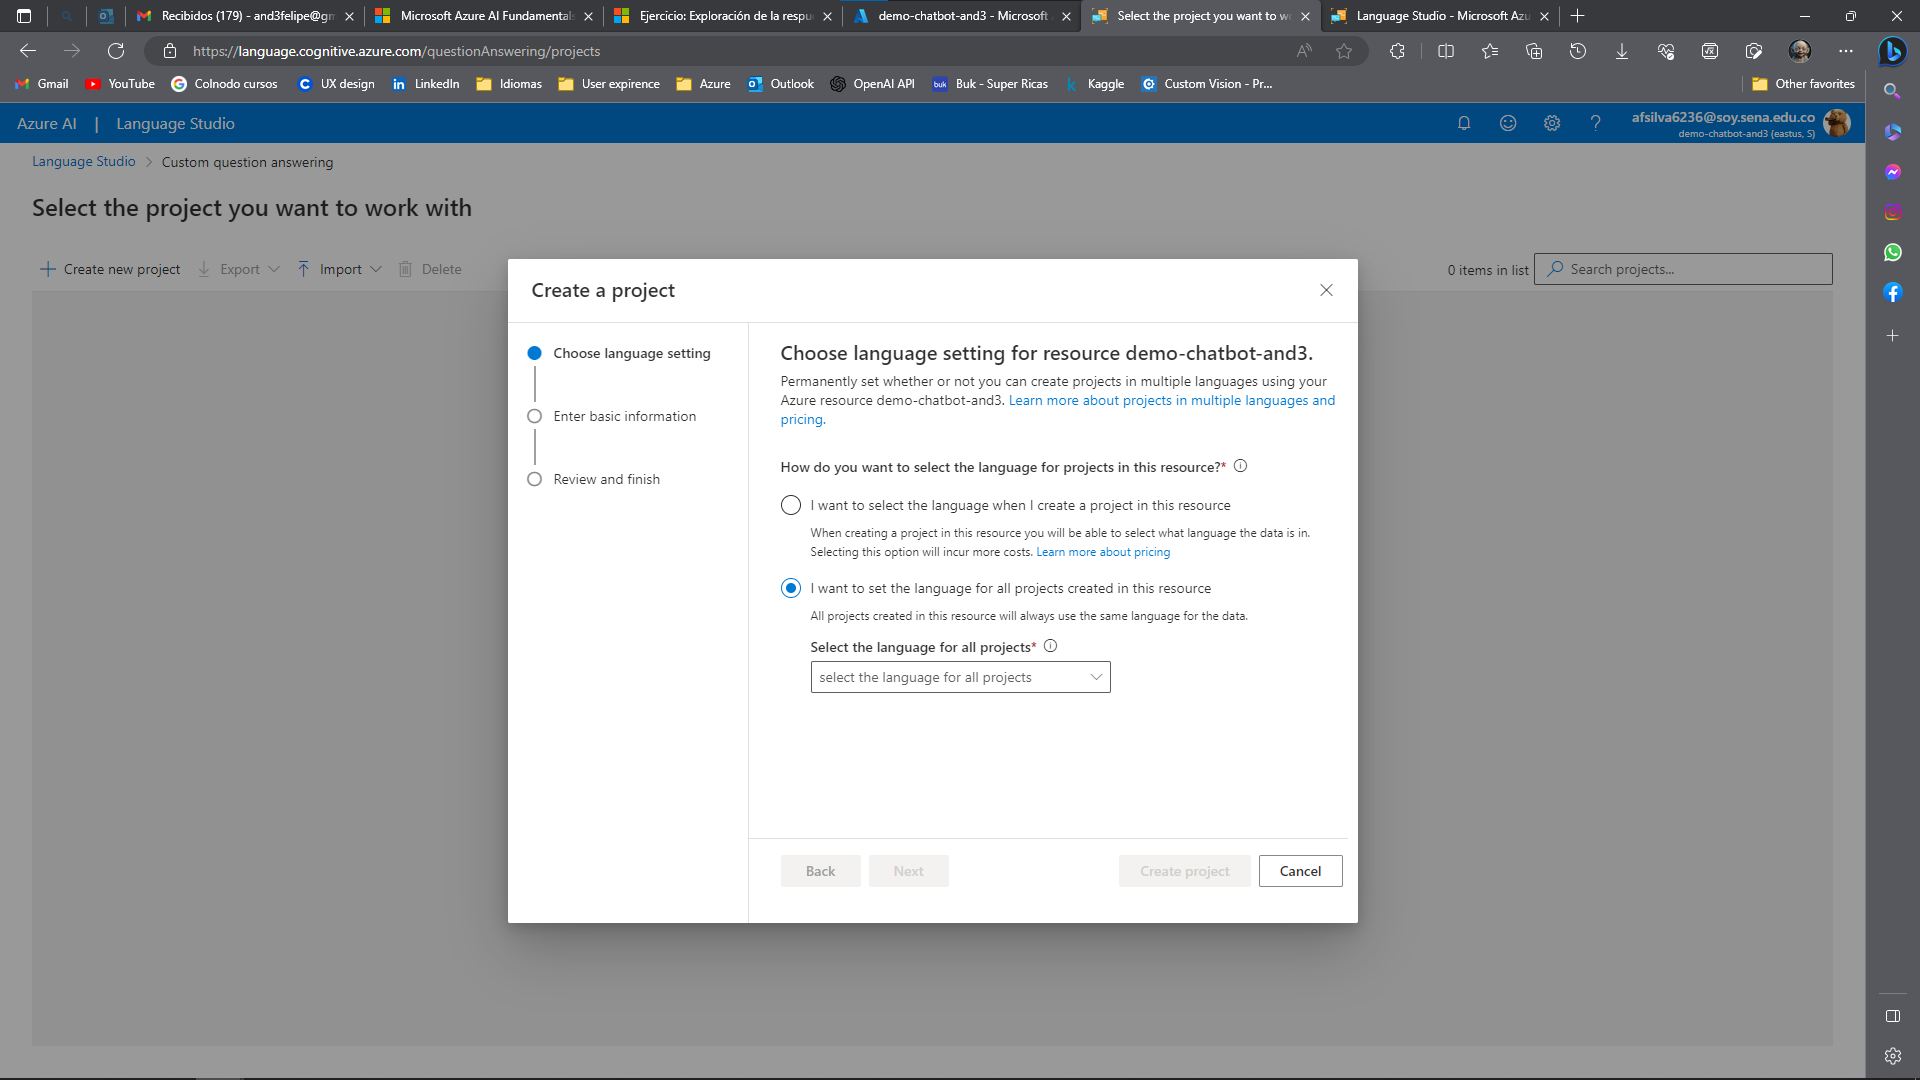 Recibidos (179) - and3felipe@gm
Microsoft Azure AI Fundamentals
Ejercicio: Exploración de la respu
demo-chatbot-and3 - Microsoft
Select the project you want to wo
Language Studio - Microsoft Azu
https://language.cognitive.azure.com/questionAnswering/projects
Gmail
YouTube
Colnodo cursos
UX design
LinkedIn
Idiomas
User expirence
Azure
Outlook
OpenAI API
buk
Buk - Super Ricas
Kaggle
Custom Vision - Pr...
Other favorites
Azure AI | Language Studio
afsilva6236@soy.sena.edu.co
demo-chatbot-and3 (eastus, S)
Language Studio > Custom question answering
Select the project you want to work with
Create new project
Export
Import
Delete
0 items in list
Search projects...
Create a project
Choose language setting
Enter basic information
Review and finish
Choose language setting for resource demo-chatbot-and3.
Permanently set whether or not you can create projects in multiple languages using your
Azure resource demo-chatbot-and3. Learn more about projects in multiple languages and
pricing.
How do you want to select the language for projects in this resource?*
I want to select the language when I create a project in this resource
When creating a project in this resource you will be able to select what language the data is in.
Selecting this option will incur more costs. Learn more about pricing
I want to set the language for all projects created in this resource
All projects created in this resource will always use the same language for the data.
Select the language for all projects*
select the language for all projects
Back
Next
Create project
Cancel